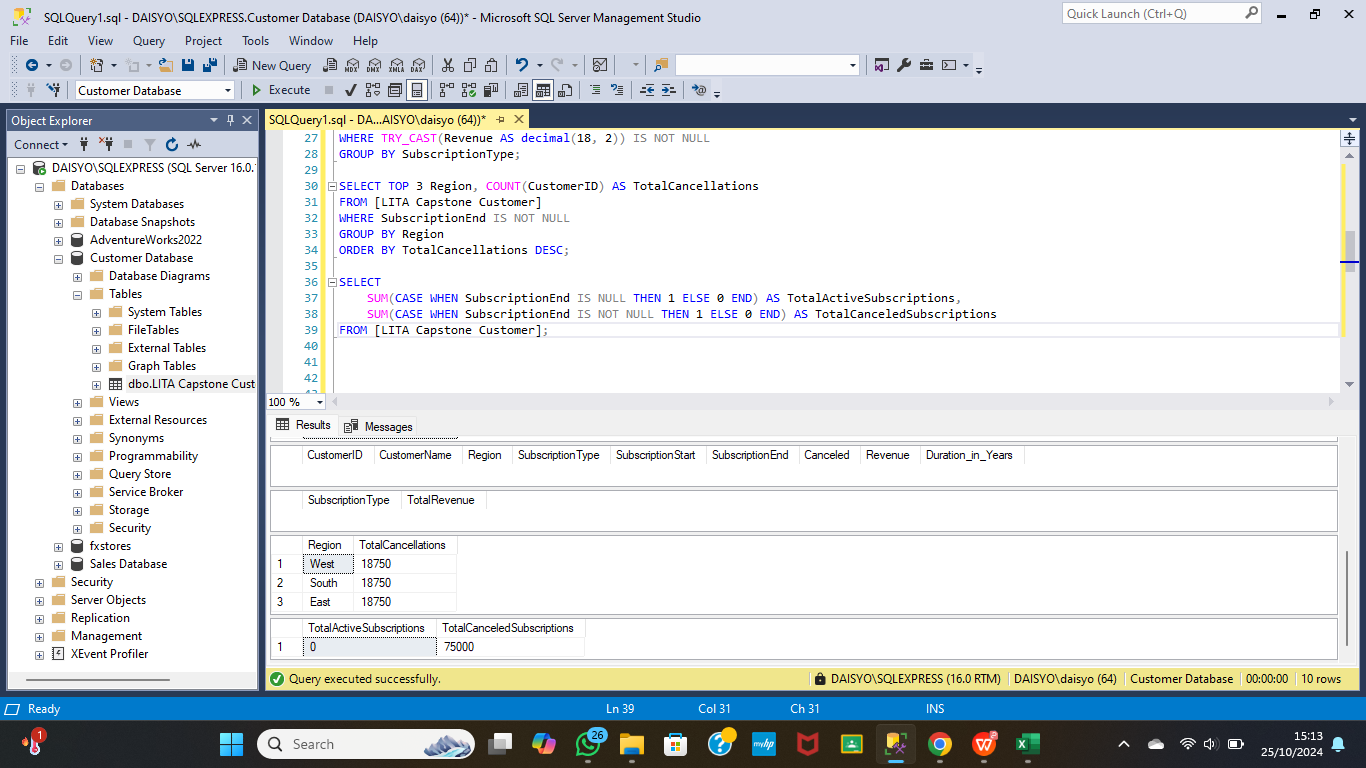 SQLQuery1.sql - DAISYO\SQLEXPRESS.Customer Database (DAISYO\daisyo (64))* - Microsoft SQL Server Management Studio
Quick Launch (Ctrl+Q)
File Edit View Query Project Tools Window Help
New Query MDX DMX XMLA DAX
Customer Database Execute
Object Explorer
SQLQuery1.sql - DA...AISYO\daisyo (64))*
Connect
DAISYO\SQLEXPRESS (SQL Server 16.0.
Databases
System Databases
Database Snapshots
AdventureWorks2022
Customer Database
Database Diagrams
Tables
System Tables
FileTables
External Tables
Graph Tables
dbo.LITA Capstone Cust
Views
External Resources
Synonyms
Programmability
Query Store
Service Broker
Storage
Security
fxstores
Sales Database
Security
Server Objects
Replication
Management
XEvent Profiler
27 WHERE TRY_CAST(Revenue AS decimal(18, 2)) IS NOT NULL
28 GROUP BY SubscriptionType;
29
30 SELECT TOP 3 Region, COUNT(CustomerID) AS TotalCancellations
31 FROM [LITA Capstone Customer]
32 WHERE SubscriptionEnd IS NOT NULL
33 GROUP BY Region
34 ORDER BY TotalCancellations DESC;
35
36 SELECT
37 SUM(CASE WHEN SubscriptionEnd IS NULL THEN 1 ELSE 0 END) AS TotalActiveSubscriptions,
38 SUM(CASE WHEN SubscriptionEnd IS NOT NULL THEN 1 ELSE 0 END) AS TotalCanceledSubscriptions
39 FROM [LITA Capstone Customer];
40
41
42
100 %
Results Messages
CustomerID CustomerName Region SubscriptionType SubscriptionStart SubscriptionEnd Canceled Revenue Duration_in_Years
SubscriptionType TotalRevenue
Region TotalCancellations
1 West 18750
2 South 18750
3 East 18750
TotalActiveSubscriptions TotalCanceledSubscriptions
1 0 75000
Query executed successfully. DAISYO\SQLEXPRESS (16.0 RTM) DAISYO\daisyo (64) Customer Database 00:00:00 10 rows
Ready Ln 39 Col 31 Ch 31 INS
1
Search
26
myhp
15:13
25/10/2024